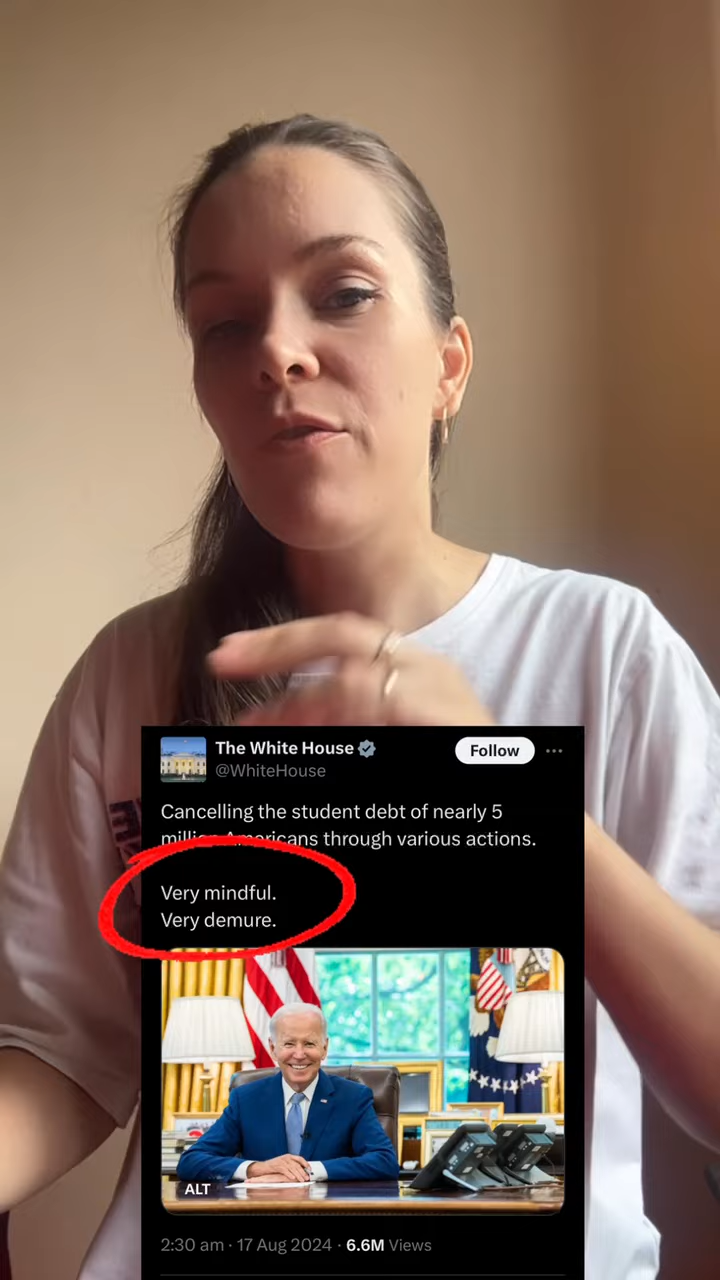 The White House
@WhiteHouse
Follow
Cancelling the student debt of nearly 5
million Americans through various actions.
Very mindful.
Very demure.
ALT
2:30 am · 17 Aug 2024 · 6.6M Views